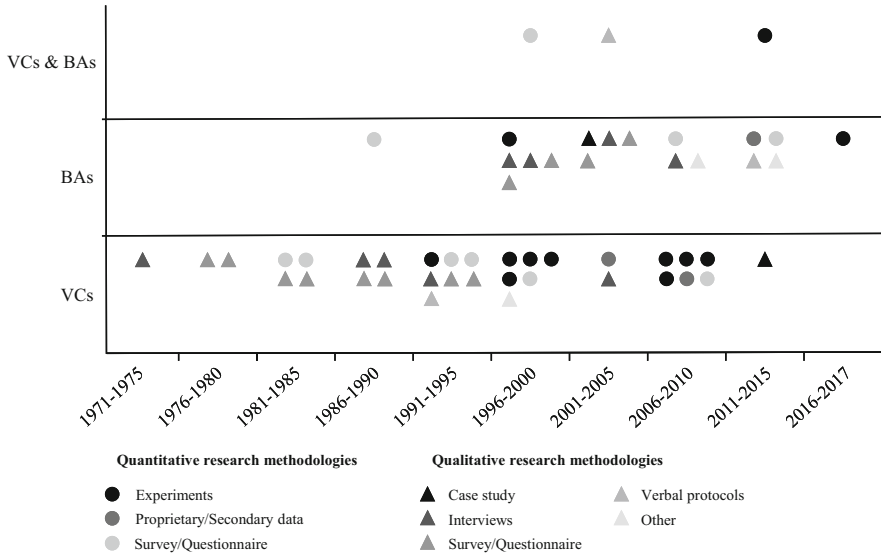 VCs & BAs
BAs
VCs
1971-1975
1976-1980
1981-1985
1986-1990
1991-1995
1996-2000
2001-2005
2006-2010
2011-2015
2016-2017
Quantitative research methodologies
Experiments
Proprietary/Secondary data
Survey/Questionnaire
Qualitative research methodologies
Case study
Interviews
Survey/Questionnaire
Verbal protocols
Other